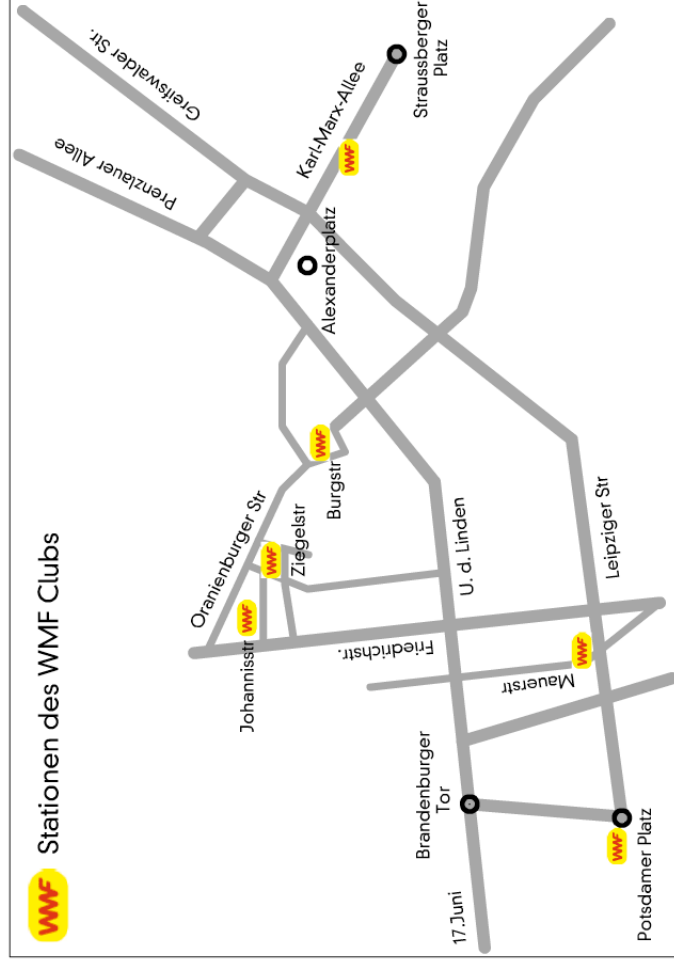 WMF Stationen des WMF Clubs
Greifswalder Str.
Prenzlauer Allee
Karl-Marx-Allee
Straussberger
Platz
WMF
Alexanderplatz
Oranienburger Str
WMF
Burgstr
Ziegelstr
WMF
WMF
Johannisstr
U. d. Linden
Leipziger Str
Friedrichstr.
WMF
Mauerstr
Brandenburger
Tor
17.Juni
WMF
Potsdamer Platz